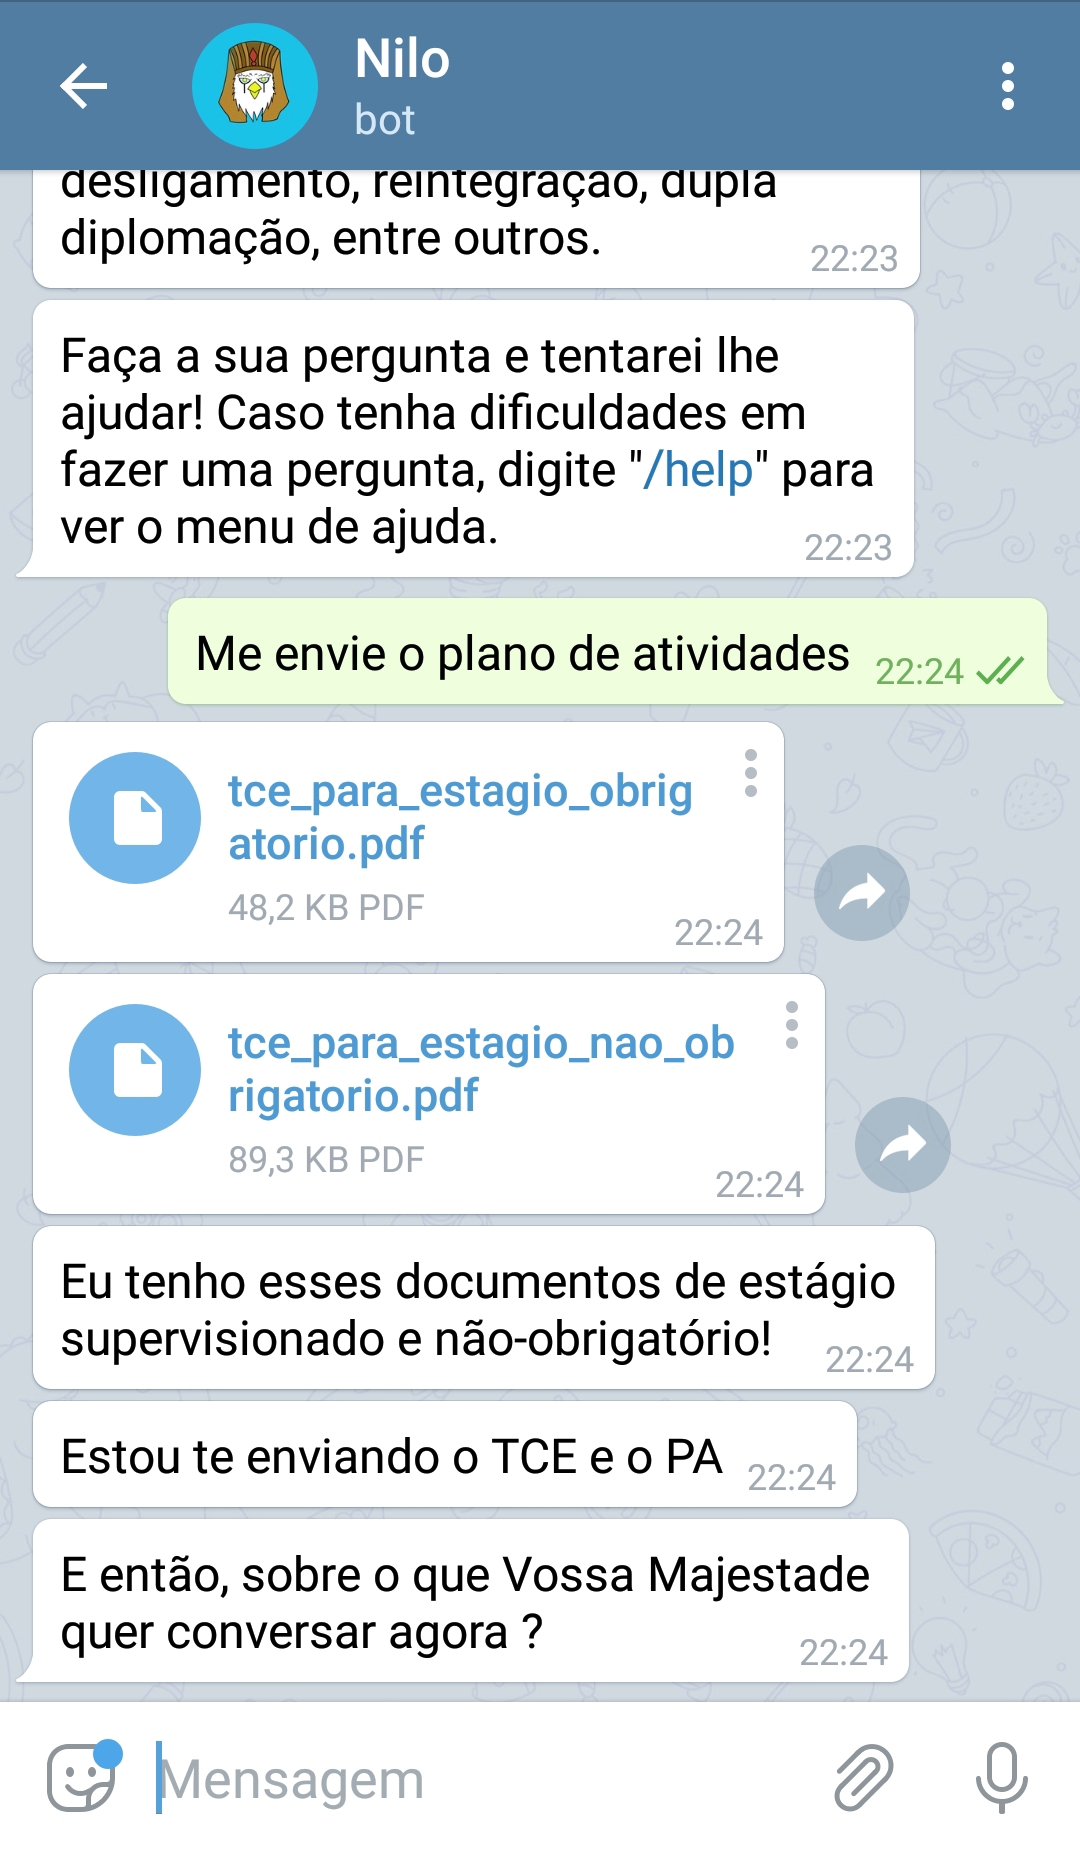 Nilo
bot
desligamento, reintegração, dupla
diplomação, entre outros.
22:23
Faça a sua pergunta e tentarei lhe
ajudar! Caso tenha dificuldades em
fazer uma pergunta, digite "/help" para
ver o menu de ajuda.
22:23
Me envie o plano de atividades 22:24
tce_para_estagio_obrig
atorio.pdf
48,2 KB PDF
22:24
tce_para_estagio_nao_ob
rigatorio.pdf
89,3 KB PDF
22:24
Eu tenho esses documentos de estágio
supervisionado e não-obrigatório!
22:24
Estou te enviando o TCE e o PA 22:24
E então, sobre o que Vossa Majestade
quer conversar agora ?
22:24
Mensagem